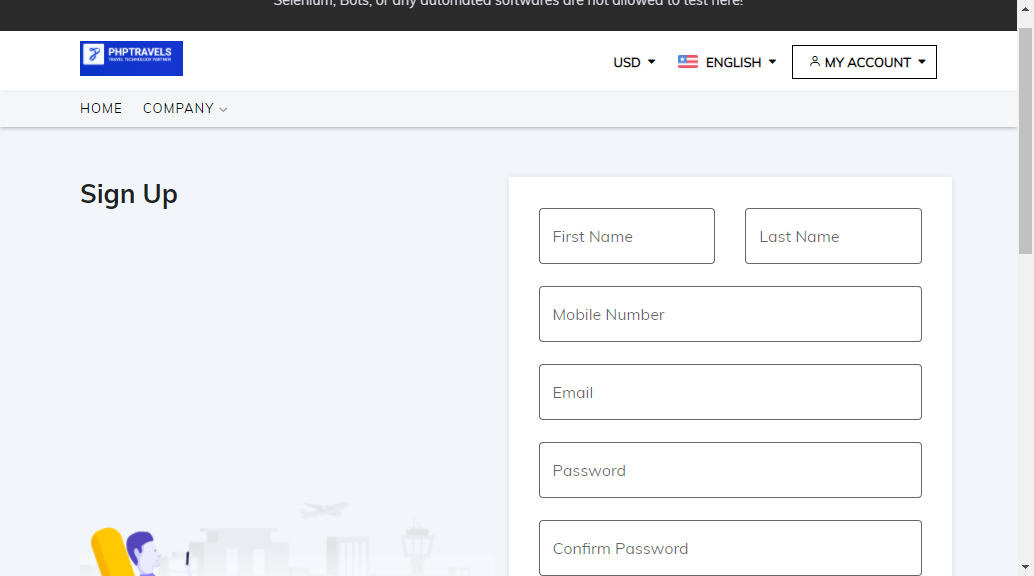 Selenium, Bots, or any automated softwares are not allowed to test here!
PHPTRAVELS
TRAVEL TECHNOLOGY PARTNER
USD
ENGLISH
MY ACCOUNT
HOME
COMPANY
Sign Up
First Name
Last Name
Mobile Number
Email
Password
Confirm Password